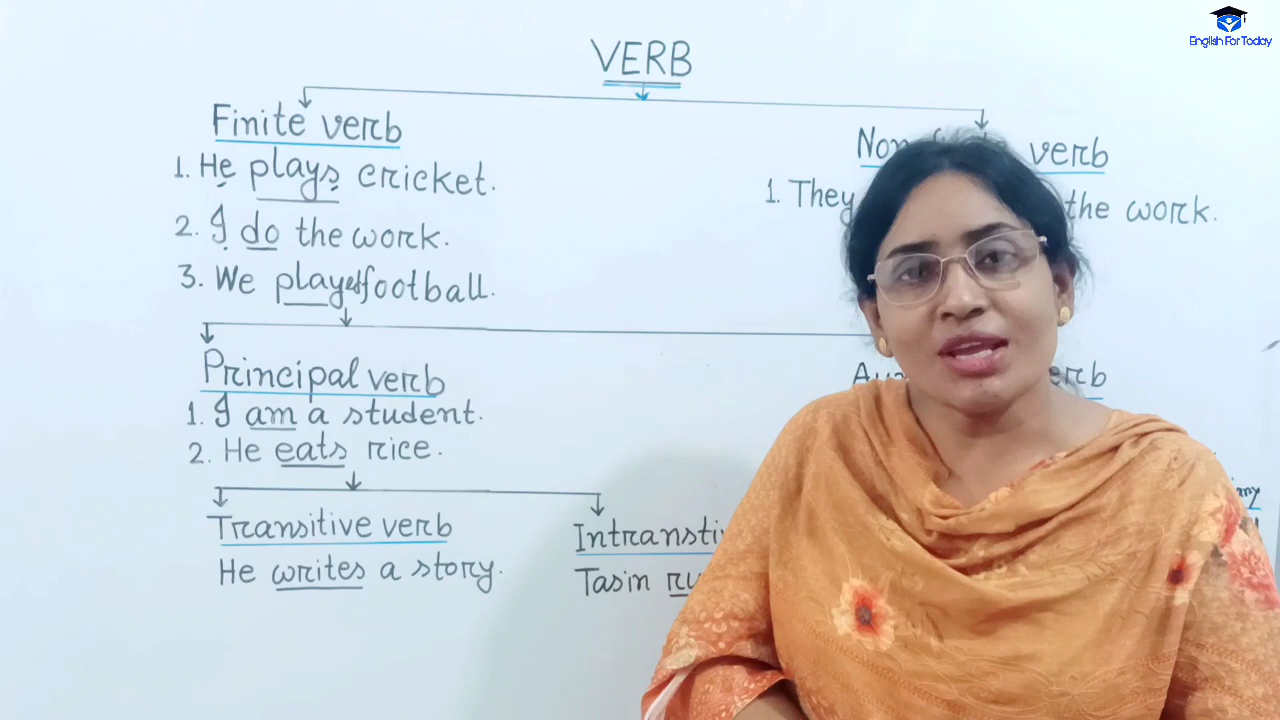 English For Today
VERB
Finite verb
1. He plays cricket.
2. I do the work.
3. We played football.
Non verb
1. They the work.
Principal verb
1. I am a student.
2. He eats rice.
Transitive verb
He writes a story.
Intransti
Tasin